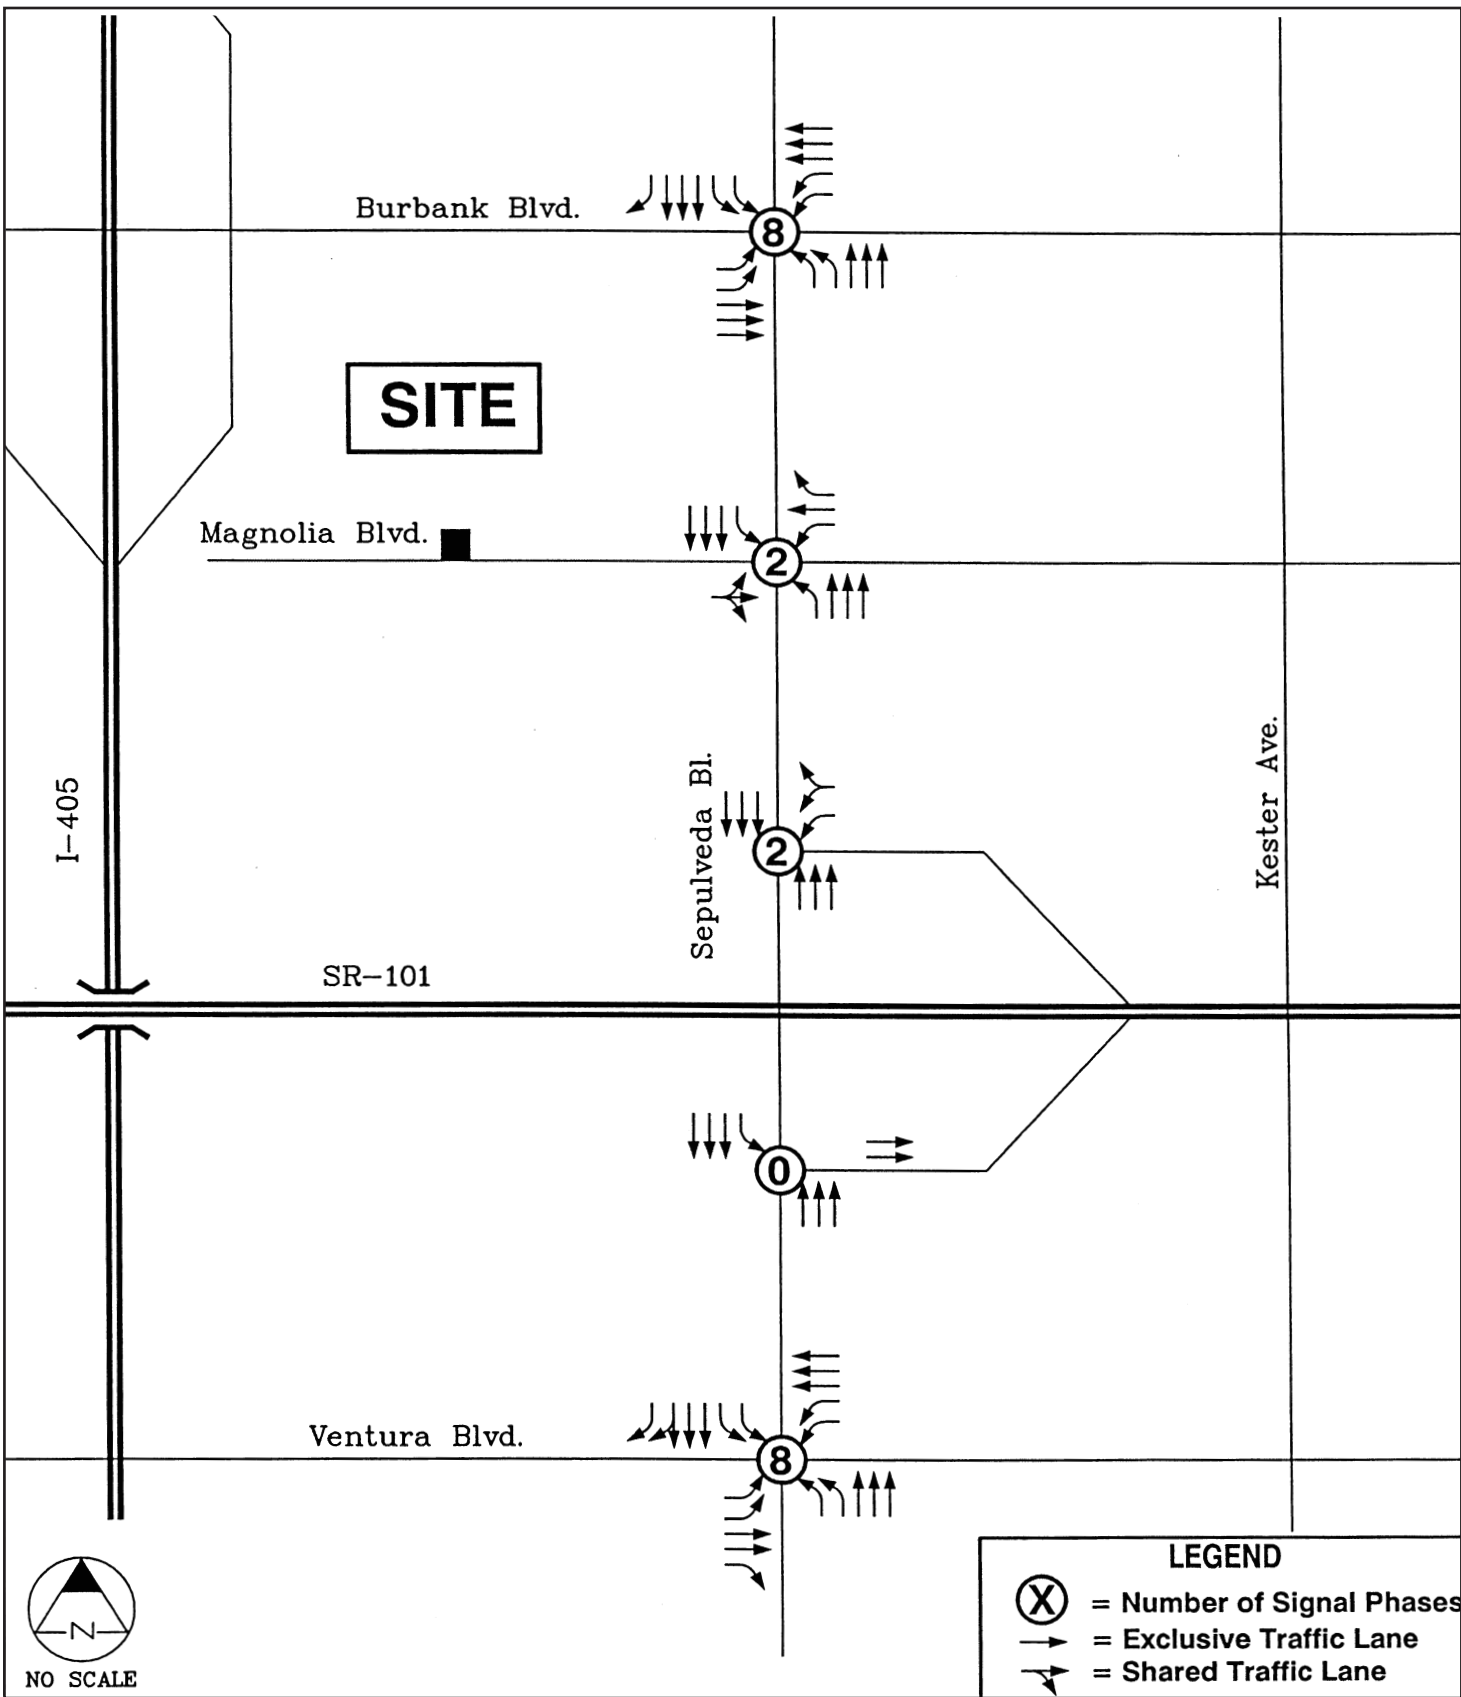 Burbank Blvd.
8
SITE
Magnolia Blvd.
2
I-405
Sepulveda Bl.
Kester Ave.
2
SR-101
0
Ventura Blvd.
8
N
NO SCALE
LEGEND
X = Number of Signal Phases
= Exclusive Traffic Lane
= Shared Traffic Lane